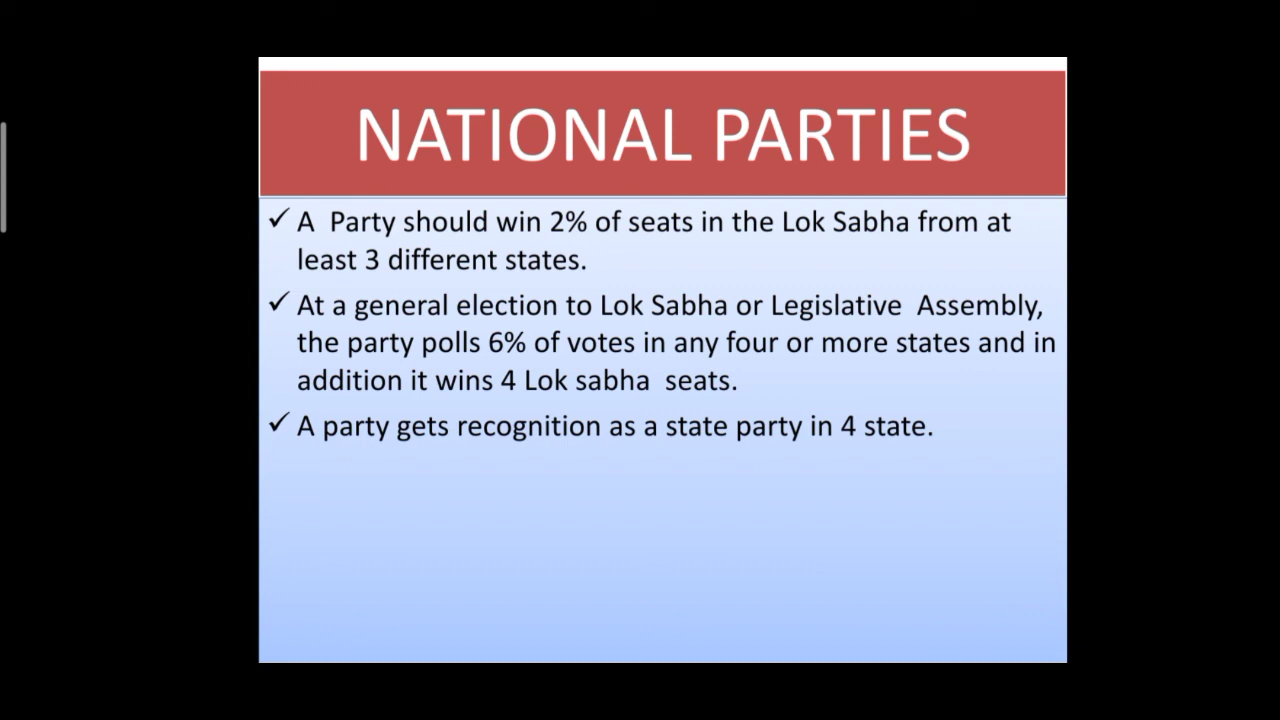 NATIONAL PARTIES
✓ A Party should win 2% of seats in the Lok Sabha from at
least 3 different states.
✓ At a general election to Lok Sabha or Legislative Assembly,
the party polls 6% of votes in any four or more states and in
addition it wins 4 Lok sabha seats.
✓ A party gets recognition as a state party in 4 state.